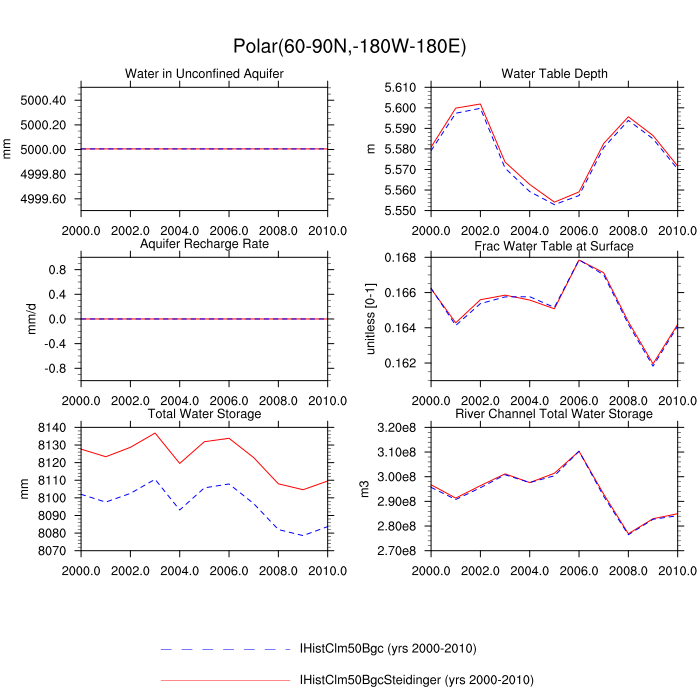 Polar(60-90N,-180W-180E)
Water in Unconfined Aquifer
5000.40
5000.20
5000.00
4999.80
4999.60
mm
2000.0 2002.0 2004.0 2006.0 2008.0 2010.0
Water Table Depth
5.610
5.600
5.590
5.580
5.570
5.560
5.550
m
2000.0 2002.0 2004.0 2006.0 2008.0 2010.0
Aquifer Recharge Rate
0.8
0.4
0.0
-0.4
-0.8
mm/d
2000.0 2002.0 2004.0 2006.0 2008.0 2010.0
Frac Water Table at Surface
0.168
0.166
0.164
0.162
unitless [0-1]
2000.0 2002.0 2004.0 2006.0 2008.0 2010.0
Total Water Storage
8140
8130
8120
8110
8100
8090
8080
8070
mm
2000.0 2002.0 2004.0 2006.0 2008.0 2010.0
River Channel Total Water Storage
3.20e8
3.10e8
3.00e8
2.90e8
2.80e8
2.70e8
m3
2000.0 2002.0 2004.0 2006.0 2008.0 2010.0
IHistClm50Bgc (yrs 2000-2010)
IHistClm50BgcSteidinger (yrs 2000-2010)